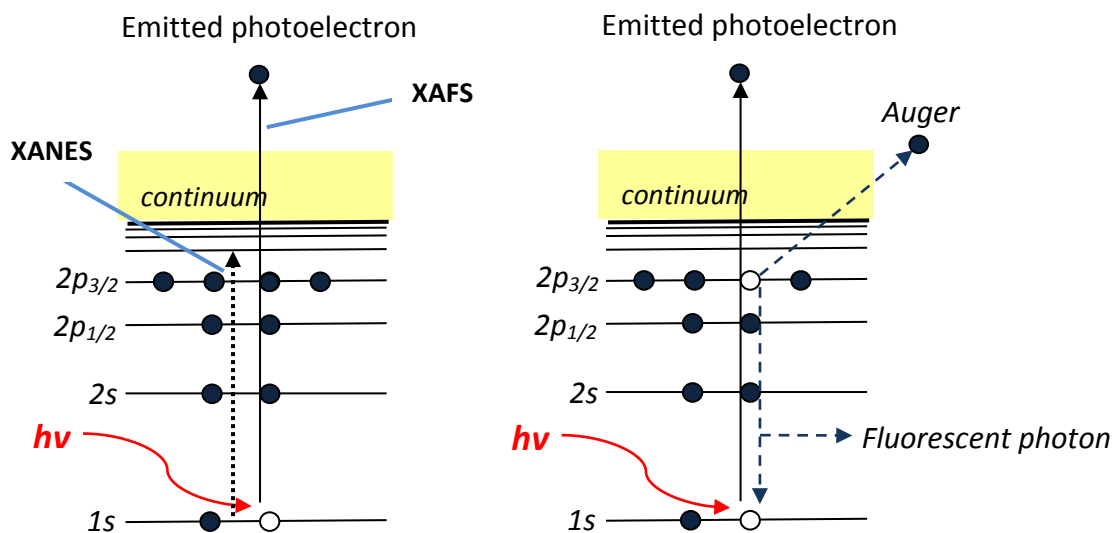 Emitted photoelectron
XAFS
XANES
continuum
2p3/2
2p1/2
2s
hν
1s
Emitted photoelectron
Auger
continuum
2p3/2
2p1/2
2s
hν
Fluorescent photon
1s